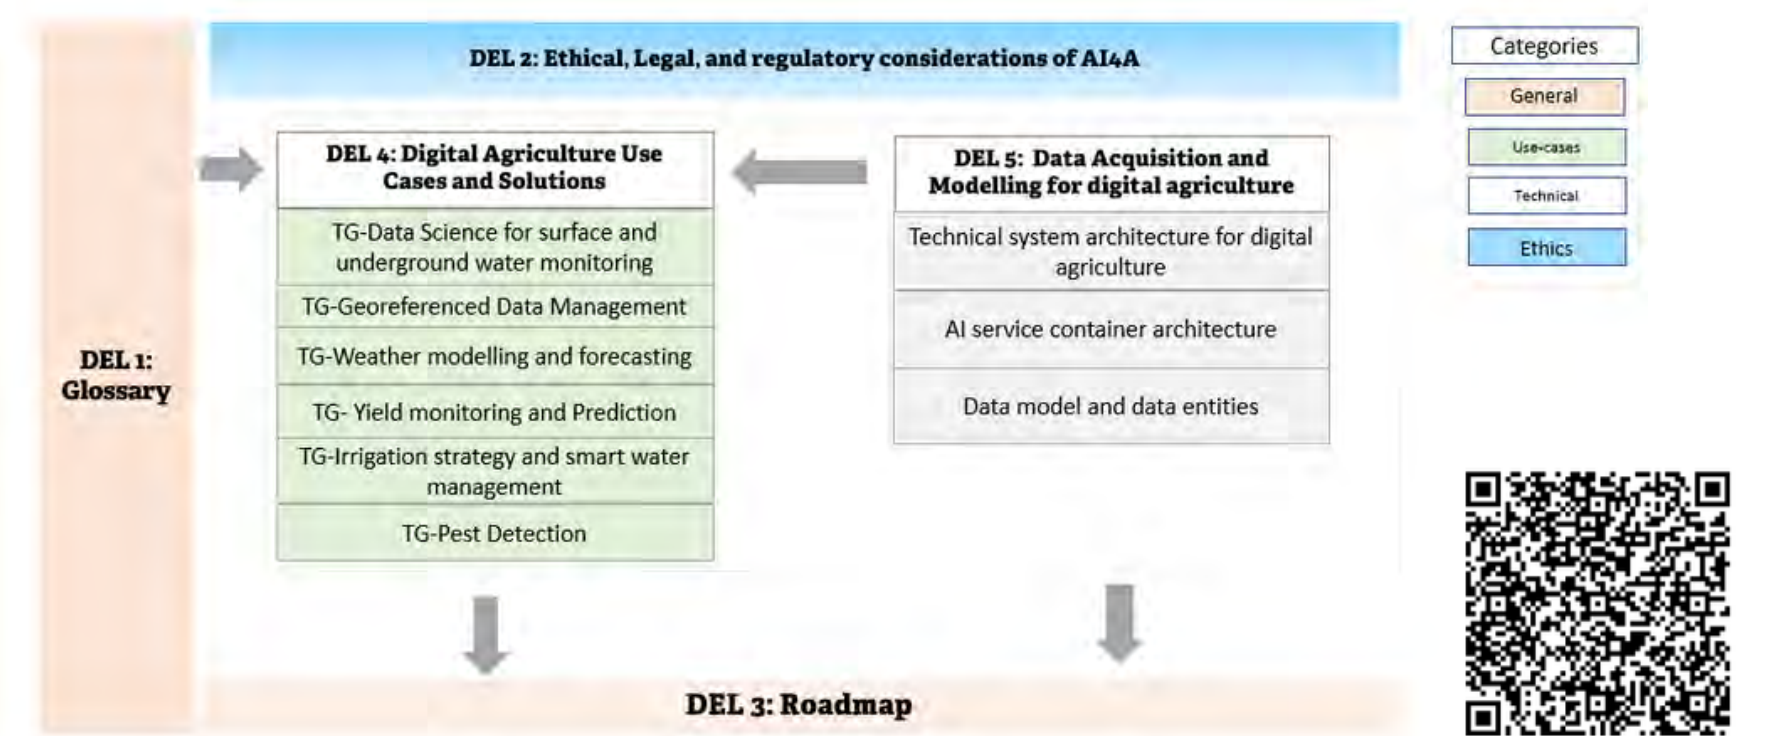 DEL 2: Ethical, Legal, and regulatory considerations of AI4A
DEL 1:
Glossary
DEL 4: Digital Agriculture Use
Cases and Solutions
TG-Data Science for surface and
underground water monitoring
TG-Georeferenced Data Management
TG-Weather modelling and forecasting
TG- Yield monitoring and Prediction
TG-Irrigation strategy and smart water
management
TG-Pest Detection
DEL 5: Data Acquisition and
Modelling for digital agriculture
Technical system architecture for digital
agriculture
AI service container architecture
Data model and data entities
DEL 3: Roadmap
Categories
General
Use-cases
Technical
Ethics